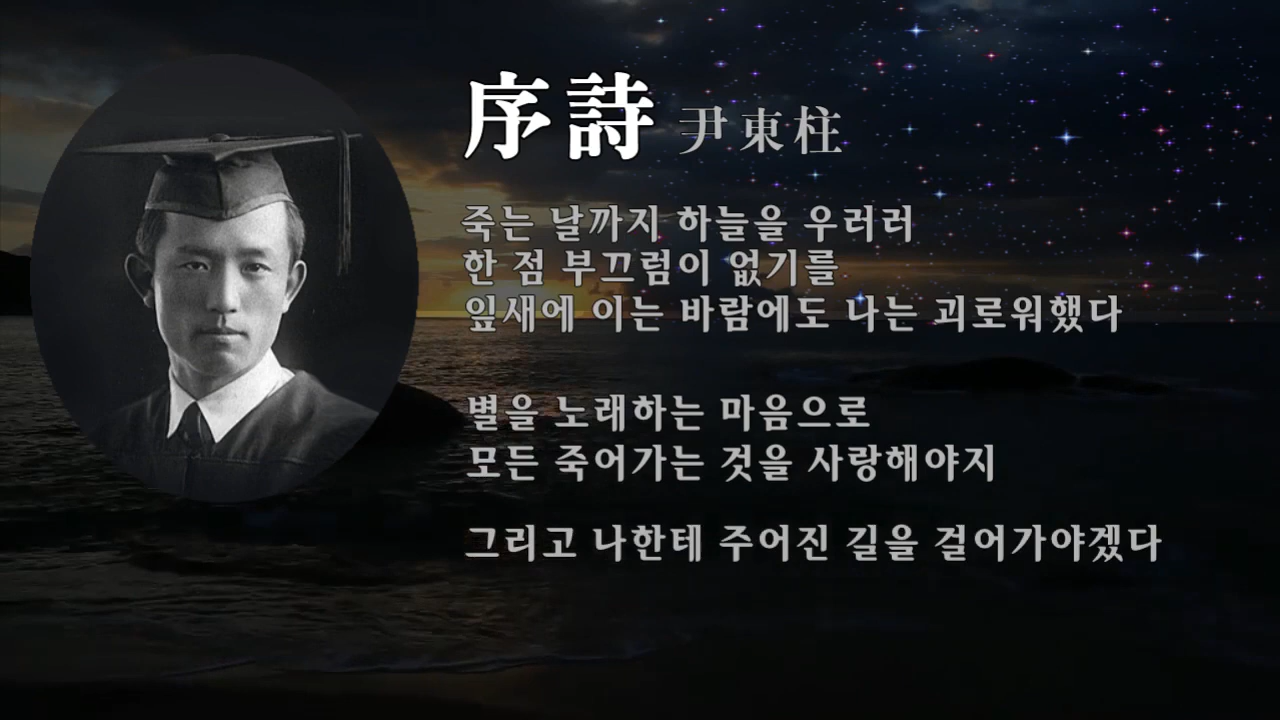 序詩 尹東柱
죽는 날까지 하늘을 우러러
한 점 부끄럼이 없기를
잎새에 이는 바람에도 나는 괴로워했다
별을 노래하는 마음으로
모든 죽어가는 것을 사랑해야지
그리고 나한테 주어진 길을 걸어가야겠다